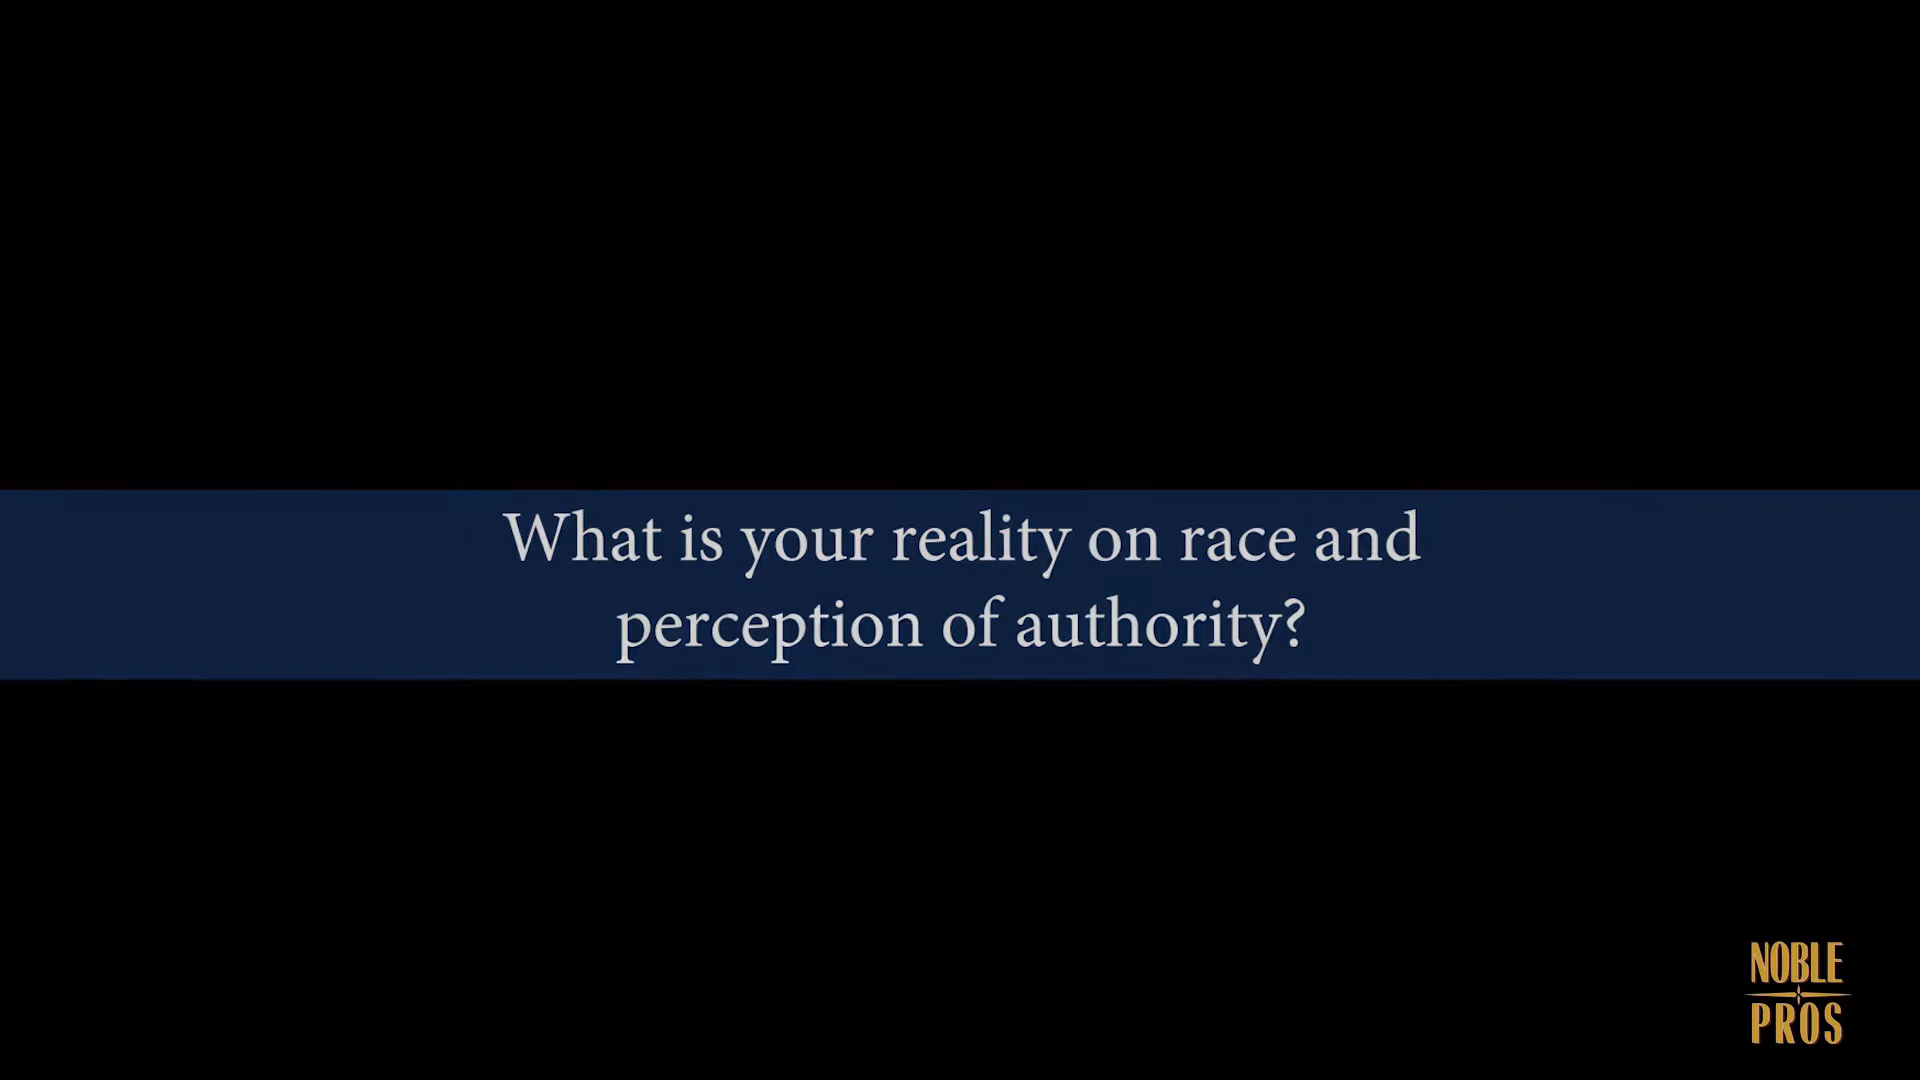 What is your reality on race and
perception of authority?
NOBLE
PROS